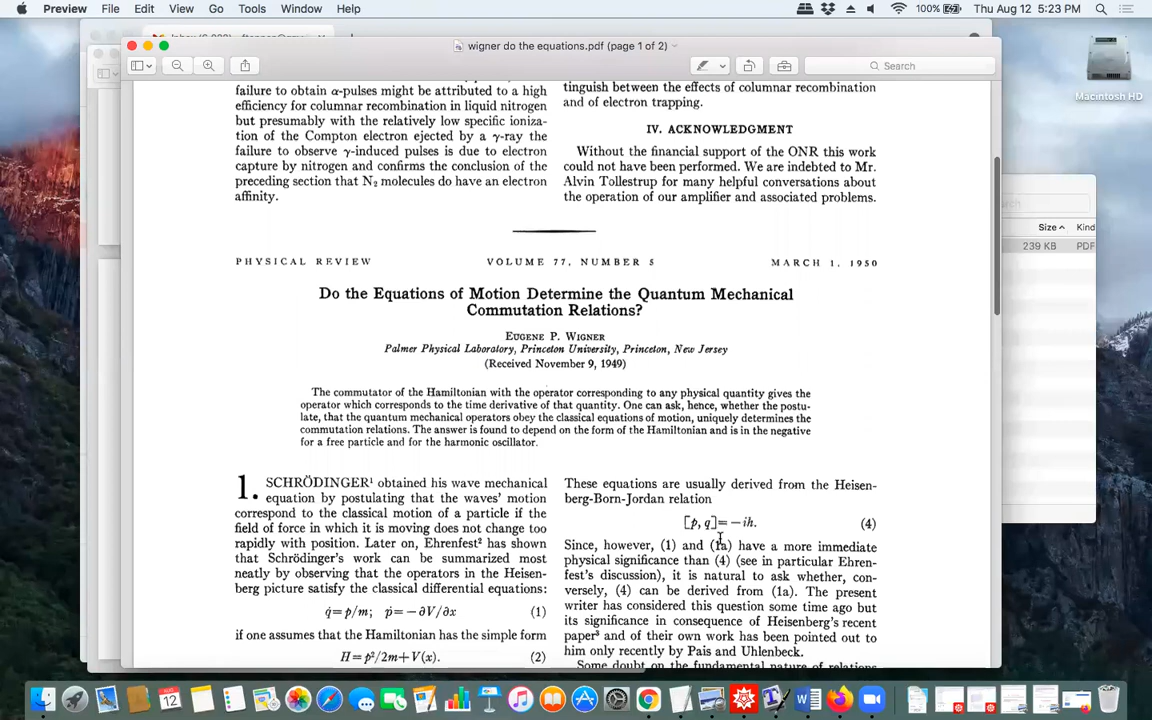 Preview File Edit View Go Tools Window Help 100% Thu Aug 12 5:23 PM
wigner do the equations.pdf (page 1 of 2)
Search
Macintosh HD
Size Kind
239 KB PDF
failure to obtain α-pulses might be attributed to a high
efficiency for columnar recombination in liquid nitrogen
but presumably with the relatively low specific ioniza-
tion of the Compton electron ejected by a γ-ray the
failure to observe γ-induced pulses is due to electron
capture by nitrogen and confirms the conclusion of the
preceding section that N₂ molecules do have an electron
affinity.
tinguish between the effects of columnar recombination
and of electron trapping.
IV. ACKNOWLEDGMENT
Without the financial support of the ONR this work
could not have been performed. We are indebted to Mr.
Alvin Tollestrup for many helpful conversations about
the operation of our amplifier and associated problems.
PHYSICAL REVIEW VOLUME 77, NUMBER 5 MARCH 1, 1950
Do the Equations of Motion Determine the Quantum Mechanical
Commutation Relations?
EUGENE P. WIGNER
Palmer Physical Laboratory, Princeton University, Princeton, New Jersey
(Received November 9, 1949)
The commutator of the Hamiltonian with the operator corresponding to any physical quantity gives the
operator which corresponds to the time derivative of that quantity. One can ask, hence, whether the postu-
late, that the quantum mechanical operators obey the classical equations of motion, uniquely determines the
commutation relations. The answer is found to depend on the form of the Hamiltonian and is in the negative
for a free particle and for the harmonic oscillator.
1. SCHRÖDINGER¹ obtained his wave mechanical
equation by postulating that the waves' motion
correspond to the classical motion of a particle if the
field of force in which it is moving does not change too
rapidly with position. Later on, Ehrenfest² has shown
that Schrödinger's work can be summarized most
neatly by observing that the operators in the Heisen-
berg picture satisfy the classical differential equations:
q̇=p/m; ṗ=−∂V/∂x (1)
if one assumes that the Hamiltonian has the simple form
H=p²/2m+V(x). (2)
These equations are usually derived from the Heisen-
berg-Born-Jordan relation
[p, q]=−ih. (4)
Since, however, (1) and (1a) have a more immediate
physical significance than (4) (see in particular Ehren-
fest's discussion), it is natural to ask whether, con-
versely, (4) can be derived from (1a). The present
writer has considered this question some time ago but
its significance in consequence of Heisenberg's recent
paper³ and of their own work has been pointed out to
him only recently by Pais and Uhlenbeck.
Some doubt on the fundamental nature of relations